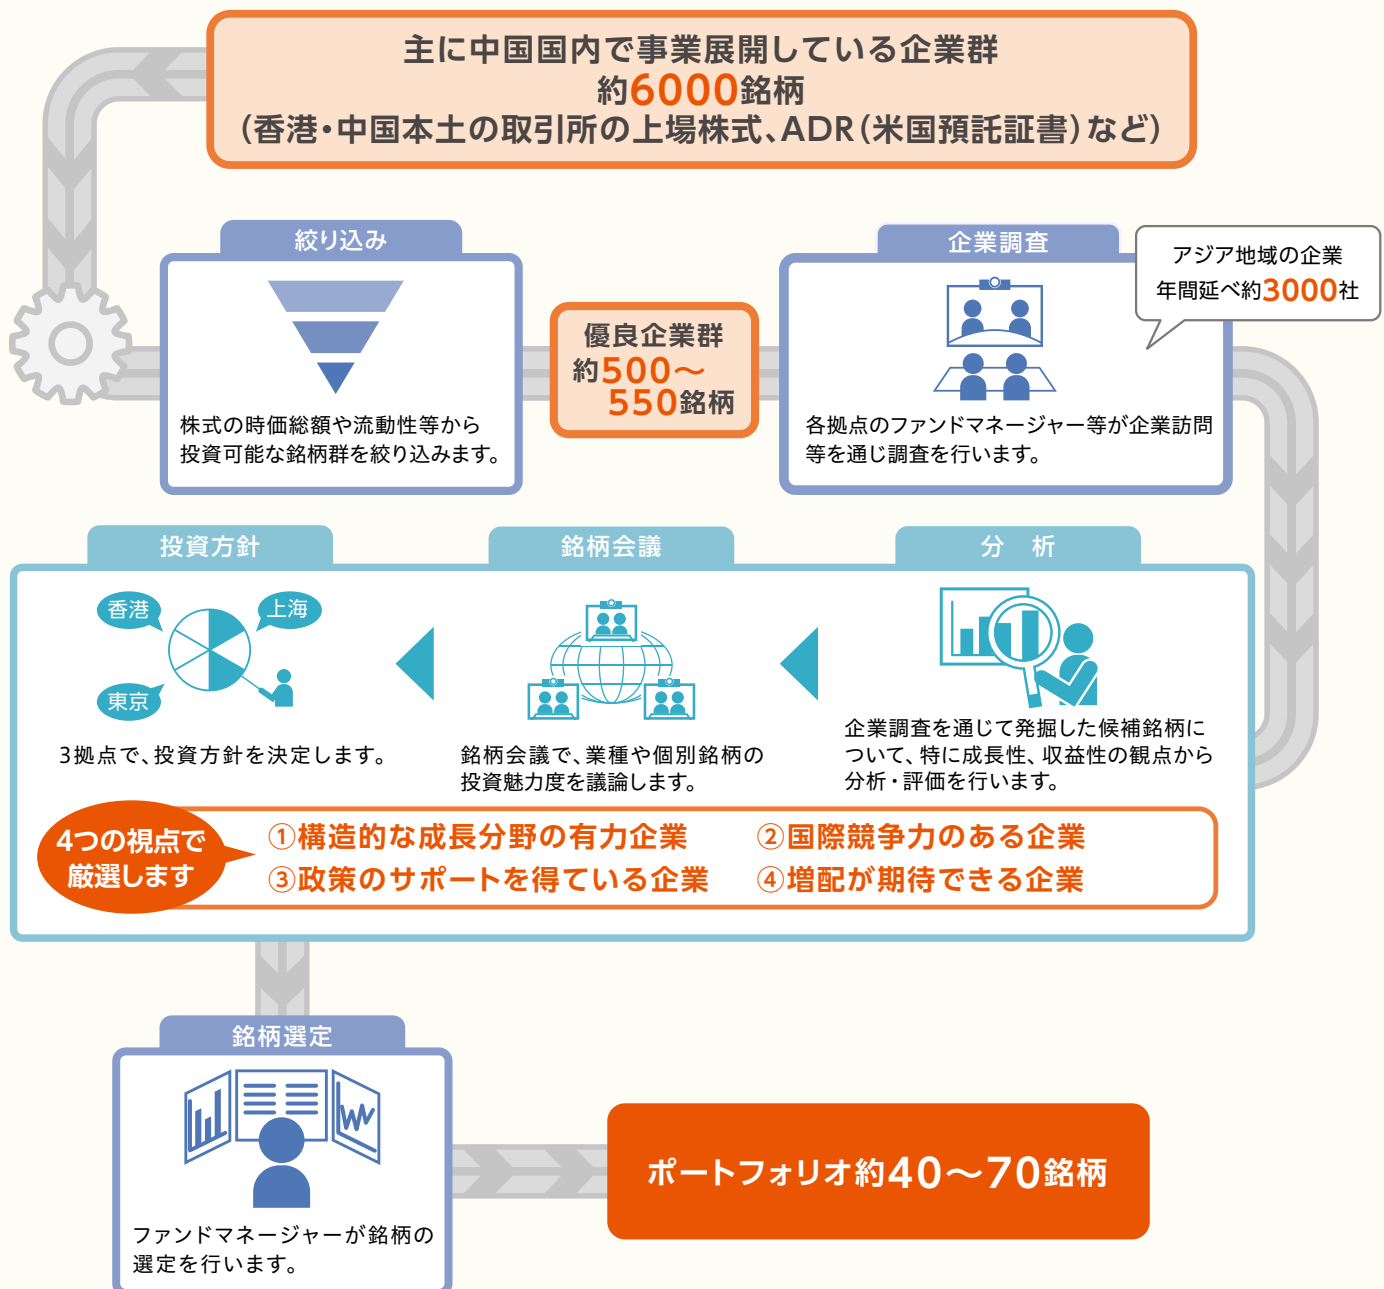 主に中国国内で事業展開している企業群
約6000銘柄
(香港・中国本土の取引所の上場株式、ADR(米国預託証書)など)
絞り込み
株式の時価総額や流動性等から
投資可能な銘柄群を絞り込みます。
優良企業群
約500〜
550銘柄
企業調査
アジア地域の企業
年間延べ約3000社
各拠点のファンドマネージャー等が企業訪問
等を通じ調査を行います。
分 析
企業調査を通じて発掘した候補銘柄に
ついて、特に成長性、収益性の観点から
分析・評価を行います。
銘柄会議
銘柄会議で、業種や個別銘柄の
投資魅力度を議論します。
投資方針
香港
上海
東京
3拠点で、投資方針を決定します。
4つの視点で
厳選します
①構造的な成長分野の有力企業
②国際競争力のある企業
③政策のサポートを得ている企業
④増配が期待できる企業
銘柄選定
ファンドマネージャーが銘柄の
選定を行います。
ポートフォリオ約40〜70銘柄